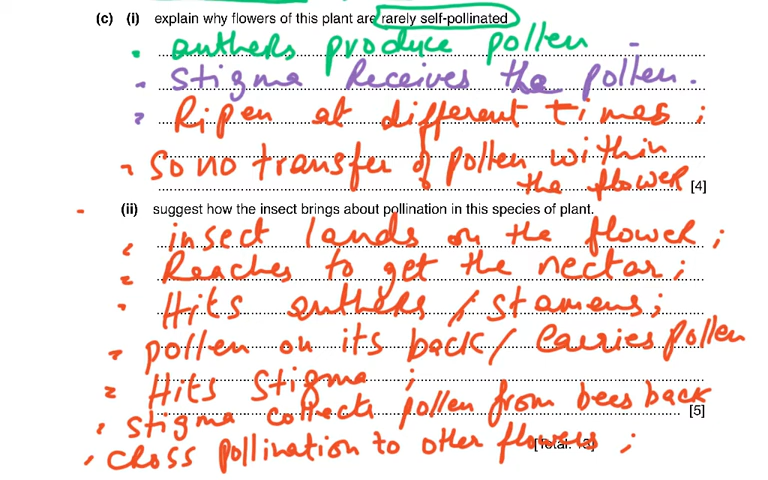 (c) (i) explain why flowers of this plant are rarely self-pollinated
- anthers produce pollen -
- Stigma Receives the pollen.
- Ripen at different times ;
- So no transfer of pollen within
the flower [4]
- (ii) suggest how the insect brings about pollination in this species of plant.
- insect lands on the flower ;
- Reaches to get the nectar ;
- Hits anthers / stamens ;
- pollen on its back / Carries pollen
- Hits Stigma ;
- Stigma collects pollen from bees back [5]
- Cross pollination to other flowers ;
[Total: 13]